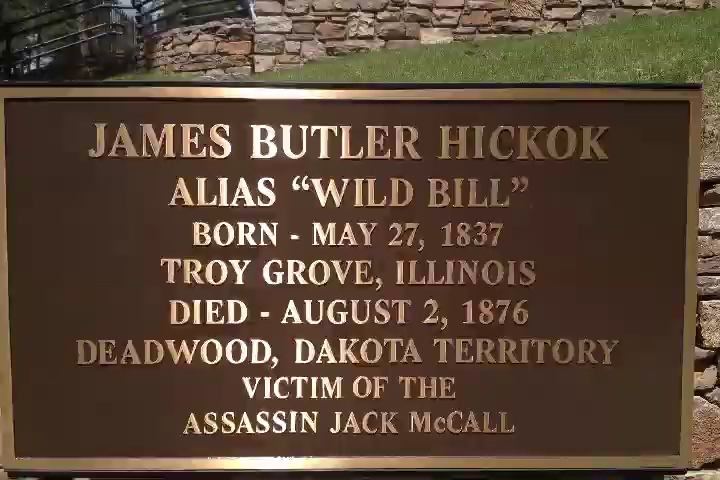 JAMES BUTLER HICKOK
ALIAS “WILD BILL”
BORN - MAY 27, 1837
TROY GROVE, ILLINOIS
DIED - AUGUST 2, 1876
DEADWOOD, DAKOTA TERRITORY
VICTIM OF THE
ASSASSIN JACK McCALL